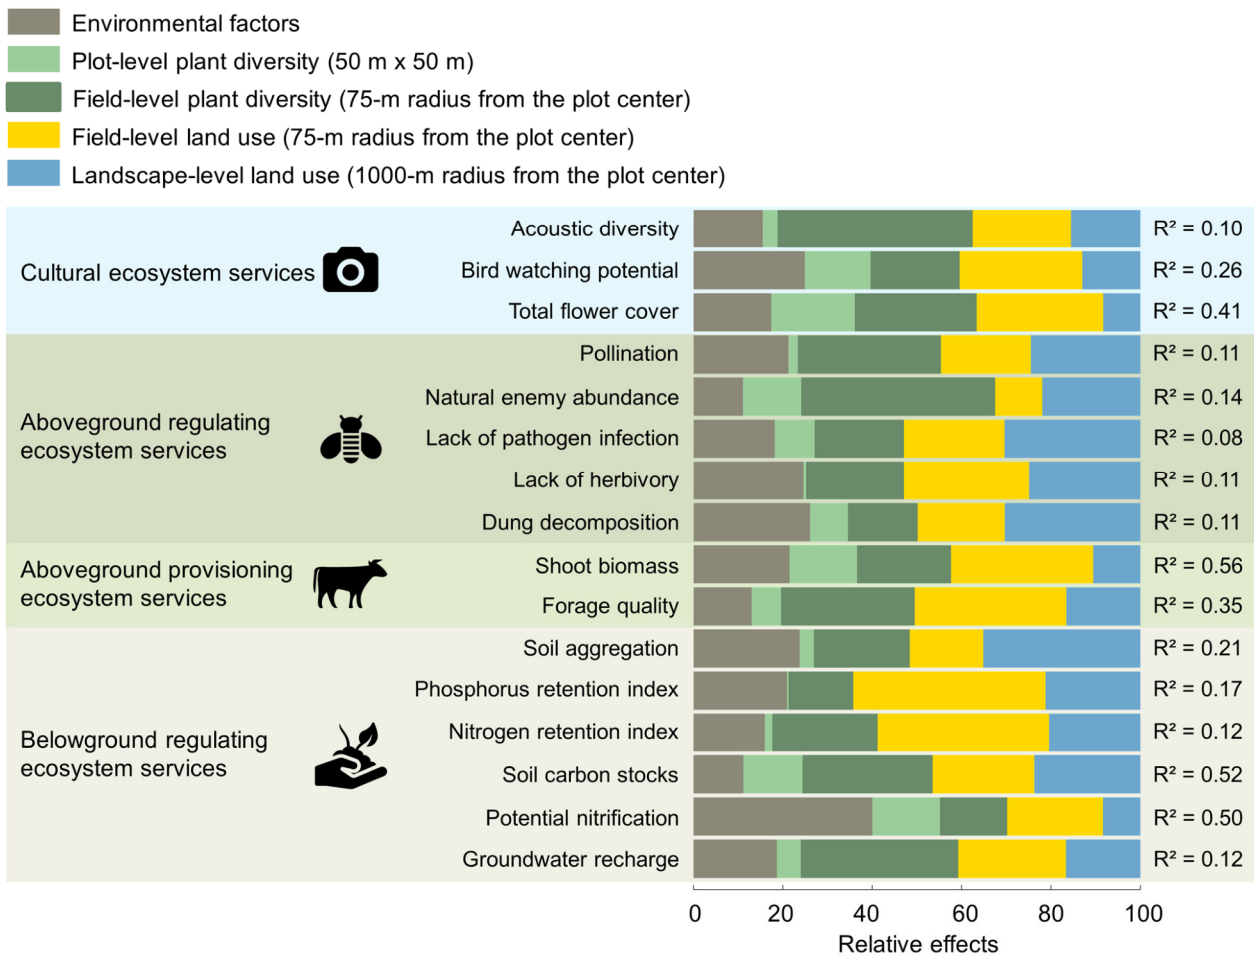 Environmental factors
Plot-level plant diversity (50 m x 50 m)
Field-level plant diversity (75-m radius from the plot center)
Field-level land use (75-m radius from the plot center)
Landscape-level land use (1000-m radius from the plot center)
Cultural ecosystem services
Acoustic diversity R² = 0.10
Bird watching potential R² = 0.26
Total flower cover R² = 0.41
Aboveground regulating
ecosystem services
Pollination R² = 0.11
Natural enemy abundance R² = 0.14
Lack of pathogen infection R² = 0.08
Lack of herbivory R² = 0.11
Dung decomposition R² = 0.11
Aboveground provisioning
ecosystem services
Shoot biomass R² = 0.56
Forage quality R² = 0.35
Belowground regulating
ecosystem services
Soil aggregation R² = 0.21
Phosphorus retention index R² = 0.17
Nitrogen retention index R² = 0.12
Soil carbon stocks R² = 0.52
Potential nitrification R² = 0.50
Groundwater recharge R² = 0.12
0 20 40 60 80 100
Relative effects